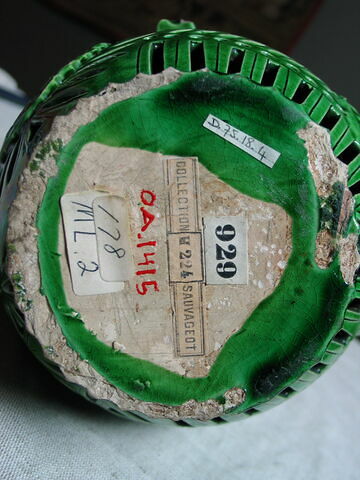 D.75.18.4
COLLECTION
N 224
SAUVAGEOT
929
OA.1415
178
ML.2